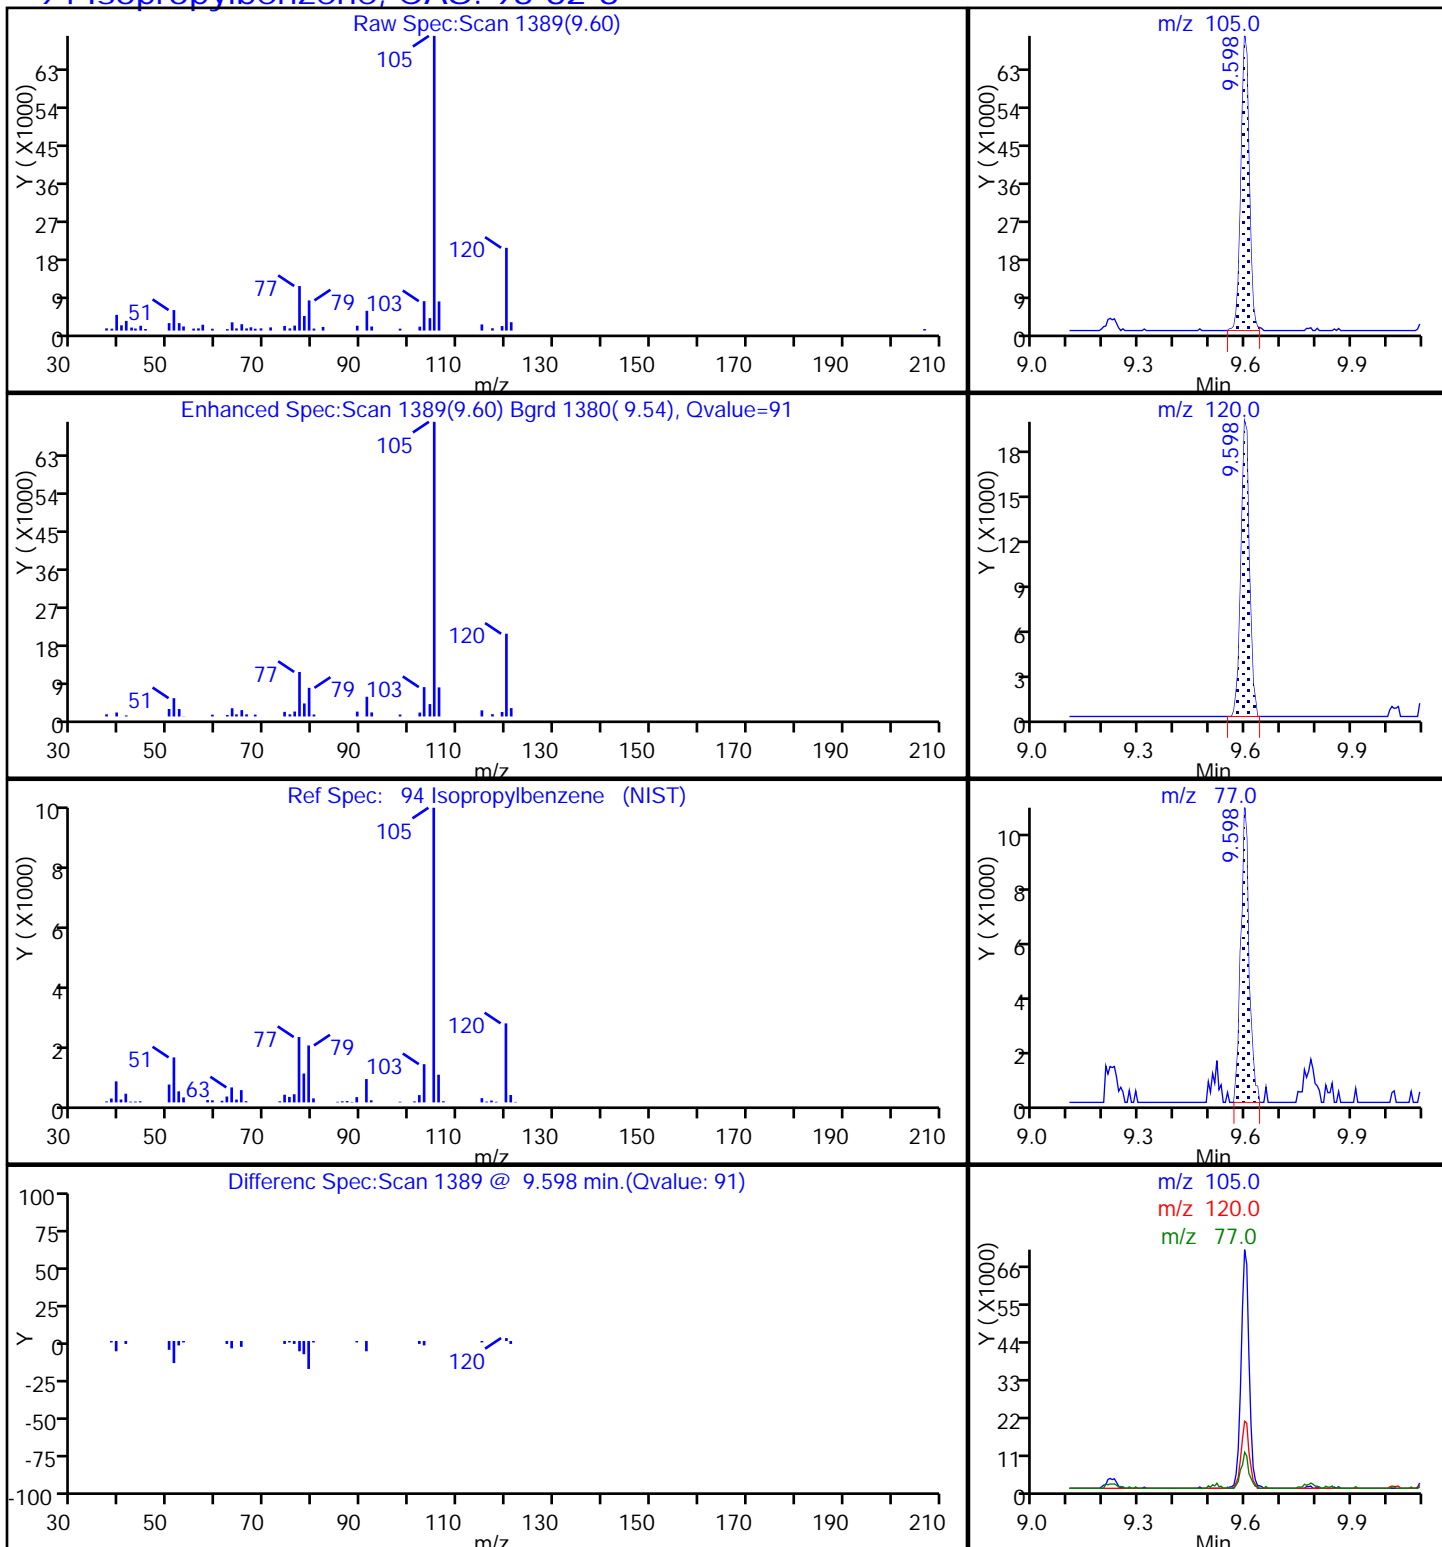 Raw Spec:Scan 1389(9.60)
Y ( X1000)
63
54
45
36
27
18
9
0
105
120
77
79
103
51
30 50 70 90 110 130 150 170 190 210
m/z
m/z 105.0
Y ( X1000)
63
54
45
36
27
18
9
0
9.598
9.0 9.3 9.6 9.9
Min
Enhanced Spec:Scan 1389(9.60) Bgrd 1380( 9.54), Qvalue=91
Y ( X1000)
63
54
45
36
27
18
9
0
105
120
77
79
103
51
30 50 70 90 110 130 150 170 190 210
m/z
m/z 120.0
Y ( X1000)
18
15
12
9
6
3
0
9.598
9.0 9.3 9.6 9.9
Min
Ref Spec: 94 Isopropylbenzene (NIST)
Y ( X1000)
10
8
6
4
2
0
105
120
77
79
103
51
63
30 50 70 90 110 130 150 170 190 210
m/z
m/z 77.0
Y ( X1000)
10
8
6
4
2
0
9.598
9.0 9.3 9.6 9.9
Min
Differenc Spec:Scan 1389 @ 9.598 min.(Qvalue: 91)
Y
100
75
50
25
0
-25
-50
-75
-100
120
30 50 70 90 110 130 150 170 190 210
m/z
m/z 105.0
m/z 120.0
m/z 77.0
Y ( X1000)
66
55
44
33
22
11
0
9.0 9.3 9.6 9.9
Min